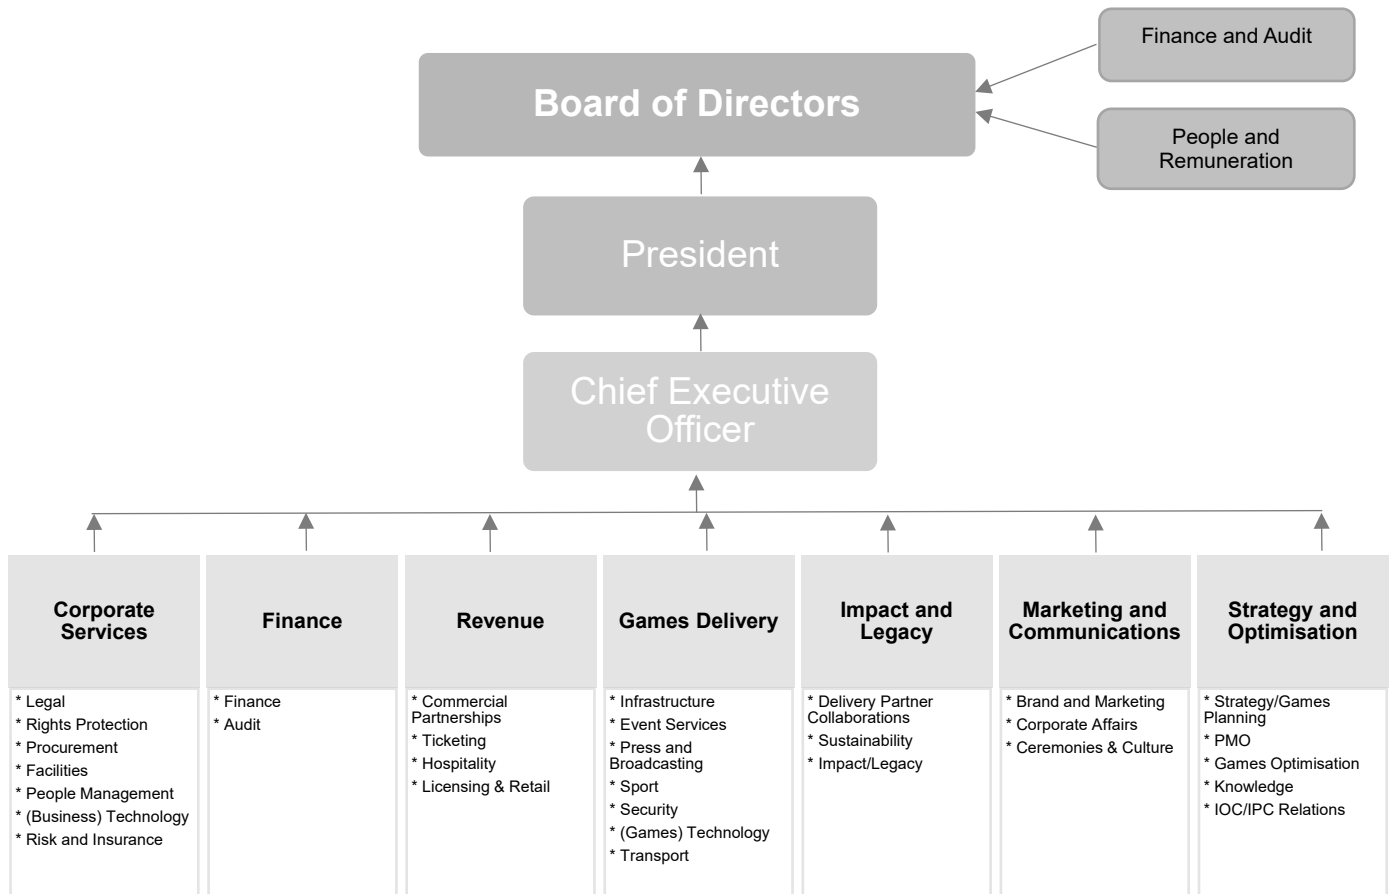 Finance and Audit
Board of Directors
People and
Remuneration
President
Chief Executive
Officer
Corporate
Services
Finance
Revenue
Games Delivery
Impact and
Legacy
Marketing and
Communications
Strategy and
Optimisation
* Legal
* Rights Protection
* Procurement
* Facilities
* People Management
* (Business) Technology
* Risk and Insurance
* Finance
* Audit
* Commercial
Partnerships
* Ticketing
* Hospitality
* Licensing & Retail
* Infrastructure
* Event Services
* Press and
Broadcasting
* Sport
* Security
* (Games) Technology
* Transport
* Delivery Partner
Collaborations
* Sustainability
* Impact/Legacy
* Brand and Marketing
* Corporate Affairs
* Ceremonies & Culture
* Strategy/Games
Planning
* PMO
* Games Optimisation
* Knowledge
* IOC/IPC Relations